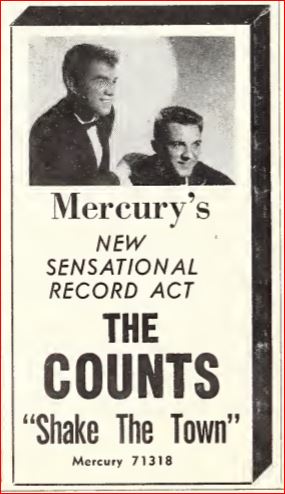 Mercury's
NEW
SENSATIONAL
RECORD ACT
THE
COUNTS
"Shake The Town"
Mercury 71318